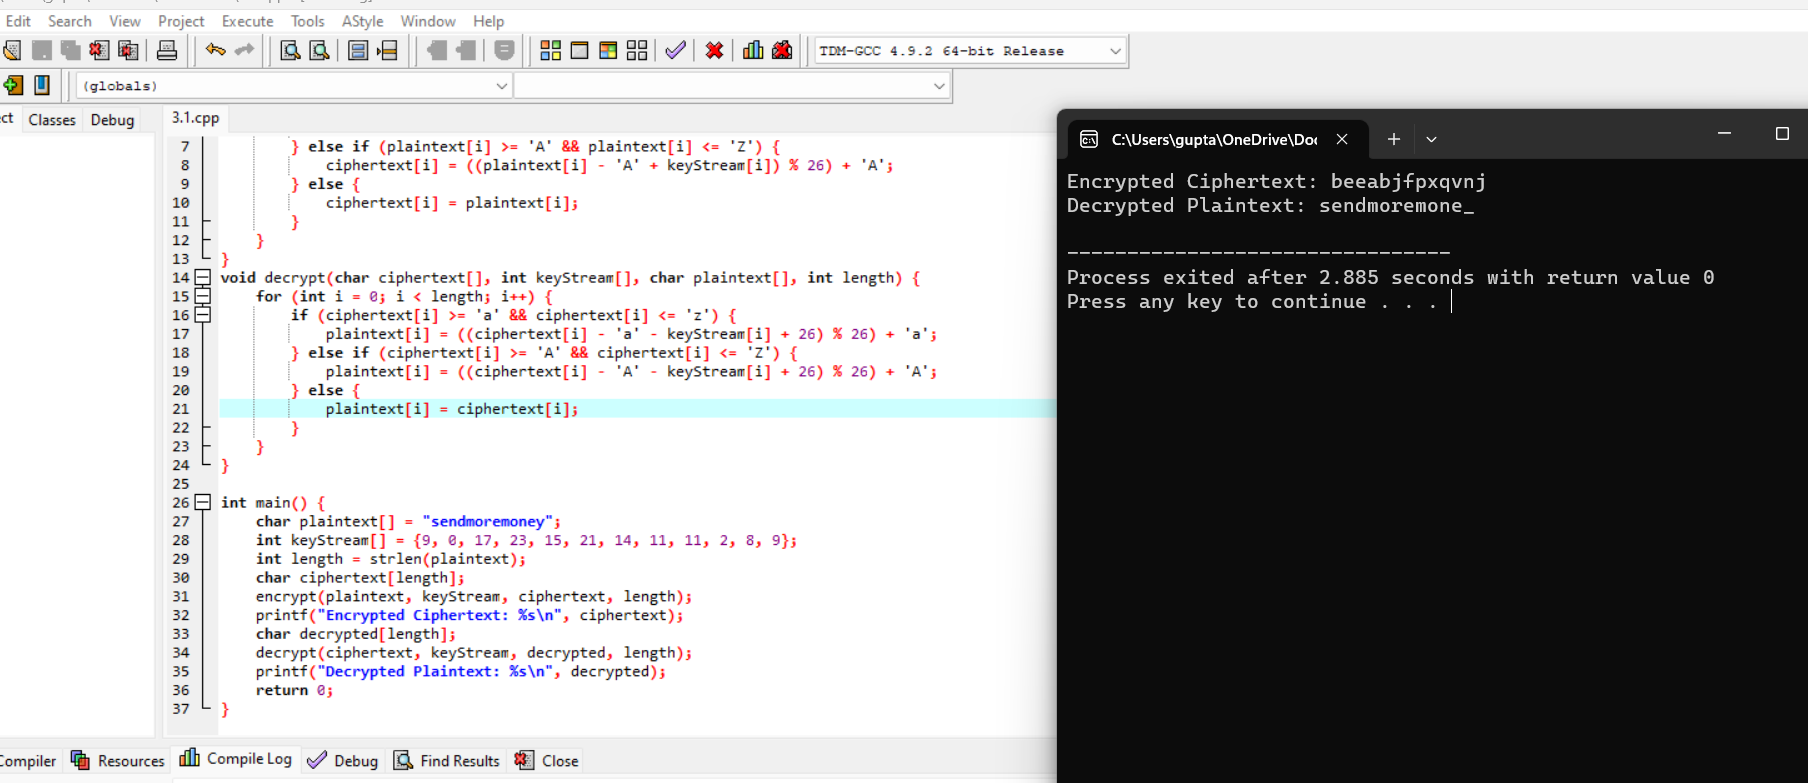 Edit Search View Project Execute Tools AStyle Window Help
TDM-GCC 4.9.2 64-bit Release
(globals)
ct Classes Debug
3.1.cpp
7 } else if (plaintext[i] >= 'A' && plaintext[i] <= 'Z') {
8 ciphertext[i] = ((plaintext[i] - 'A' + keyStream[i]) % 26) + 'A';
9 } else {
10 ciphertext[i] = plaintext[i];
11 }
12 }
13 }
14 void decrypt(char ciphertext[], int keyStream[], char plaintext[], int length) {
15 for (int i = 0; i < length; i++) {
16 if (ciphertext[i] >= 'a' && ciphertext[i] <= 'z') {
17 plaintext[i] = ((ciphertext[i] - 'a' - keyStream[i] + 26) % 26) + 'a';
18 } else if (ciphertext[i] >= 'A' && ciphertext[i] <= 'Z') {
19 plaintext[i] = ((ciphertext[i] - 'A' - keyStream[i] + 26) % 26) + 'A';
20 } else {
21 plaintext[i] = ciphertext[i];
22 }
23 }
24 }
25
26 int main() {
27 char plaintext[] = "sendmoremoney";
28 int keyStream[] = {9, 0, 17, 23, 15, 21, 14, 11, 11, 2, 8, 9};
29 int length = strlen(plaintext);
30 char ciphertext[length];
31 encrypt(plaintext, keyStream, ciphertext, length);
32 printf("Encrypted Ciphertext: %s\n", ciphertext);
33 char decrypted[length];
34 decrypt(ciphertext, keyStream, decrypted, length);
35 printf("Decrypted Plaintext: %s\n", decrypted);
36 return 0;
37 }
Compiler Resources Compile Log Debug Find Results Close
C:\Users\gupta\OneDrive\Doc
Encrypted Ciphertext: beeabjfpxqvnj
Decrypted Plaintext: sendmoremone_
--------------------------------
Process exited after 2.885 seconds with return value 0
Press any key to continue . . .